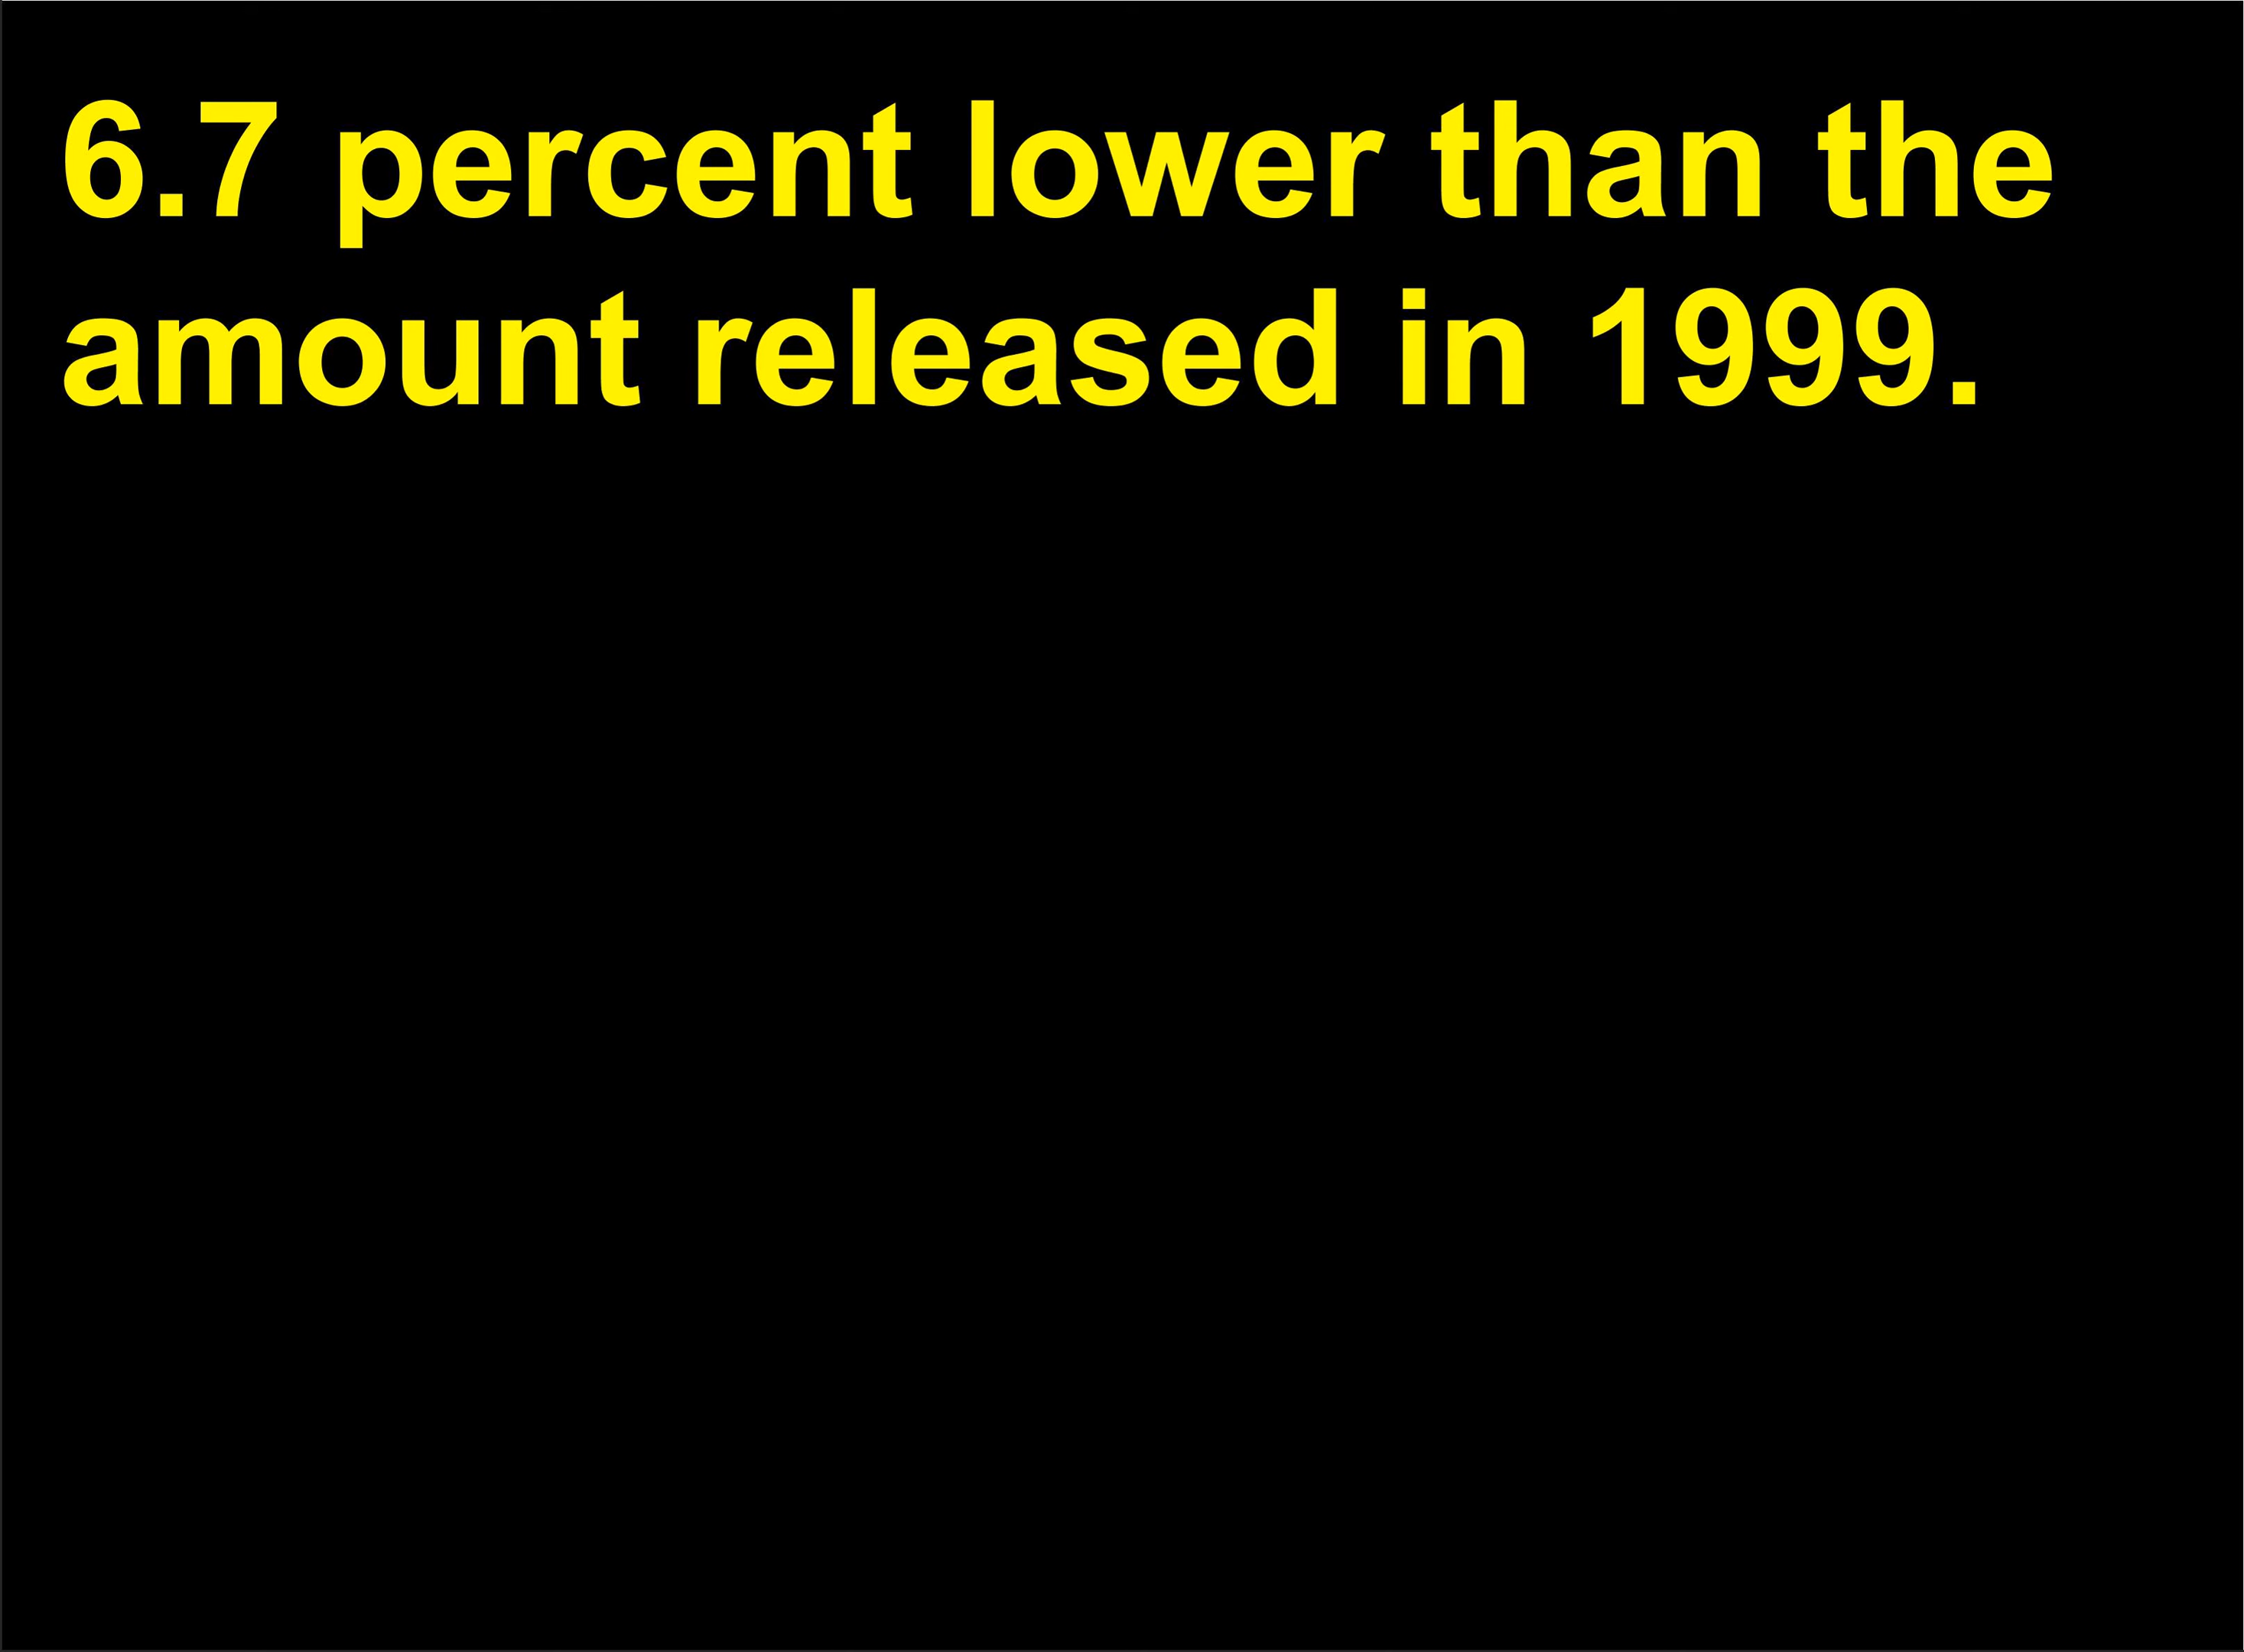 6.7 percent lower than the
amount released in 1999.